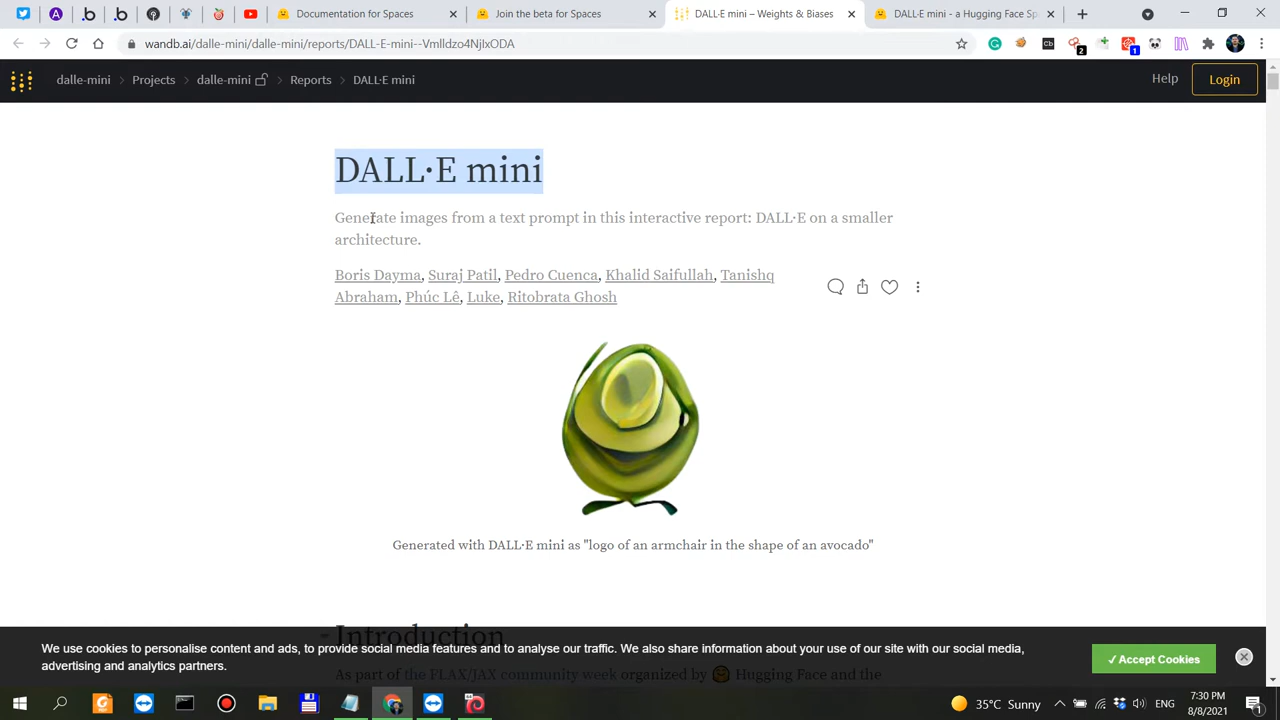 Documentation for Spaces
Join the beta for Spaces
DALL·E mini – Weights & Biases
DALL·E mini - a Hugging Face Sp
wandb.ai/dalle-mini/dalle-mini/reports/DALL-E-mini--Vmlldzo4NjIxODA
2
1
dalle-mini > Projects > dalle-mini > Reports > DALL·E mini
Help
Login
DALL·E mini
Generate images from a text prompt in this interactive report: DALL·E on a smaller
architecture.
Boris Dayma, Suraj Patil, Pedro Cuenca, Khalid Saifullah, Tanishq
Abraham, Phúc Lê, Luke, Ritobrata Ghosh
Generated with DALL·E mini as "logo of an armchair in the shape of an avocado"
Introduction
As part of the FLAX/JAX community week organized by 🤗 Hugging Face and the
We use cookies to personalise content and ads, to provide social media features and to analyse our traffic. We also share information about your use of our site with our social media,
advertising and analytics partners.
✓ Accept Cookies
35°C Sunny
ENG
7:30 PM
8/8/2021
1